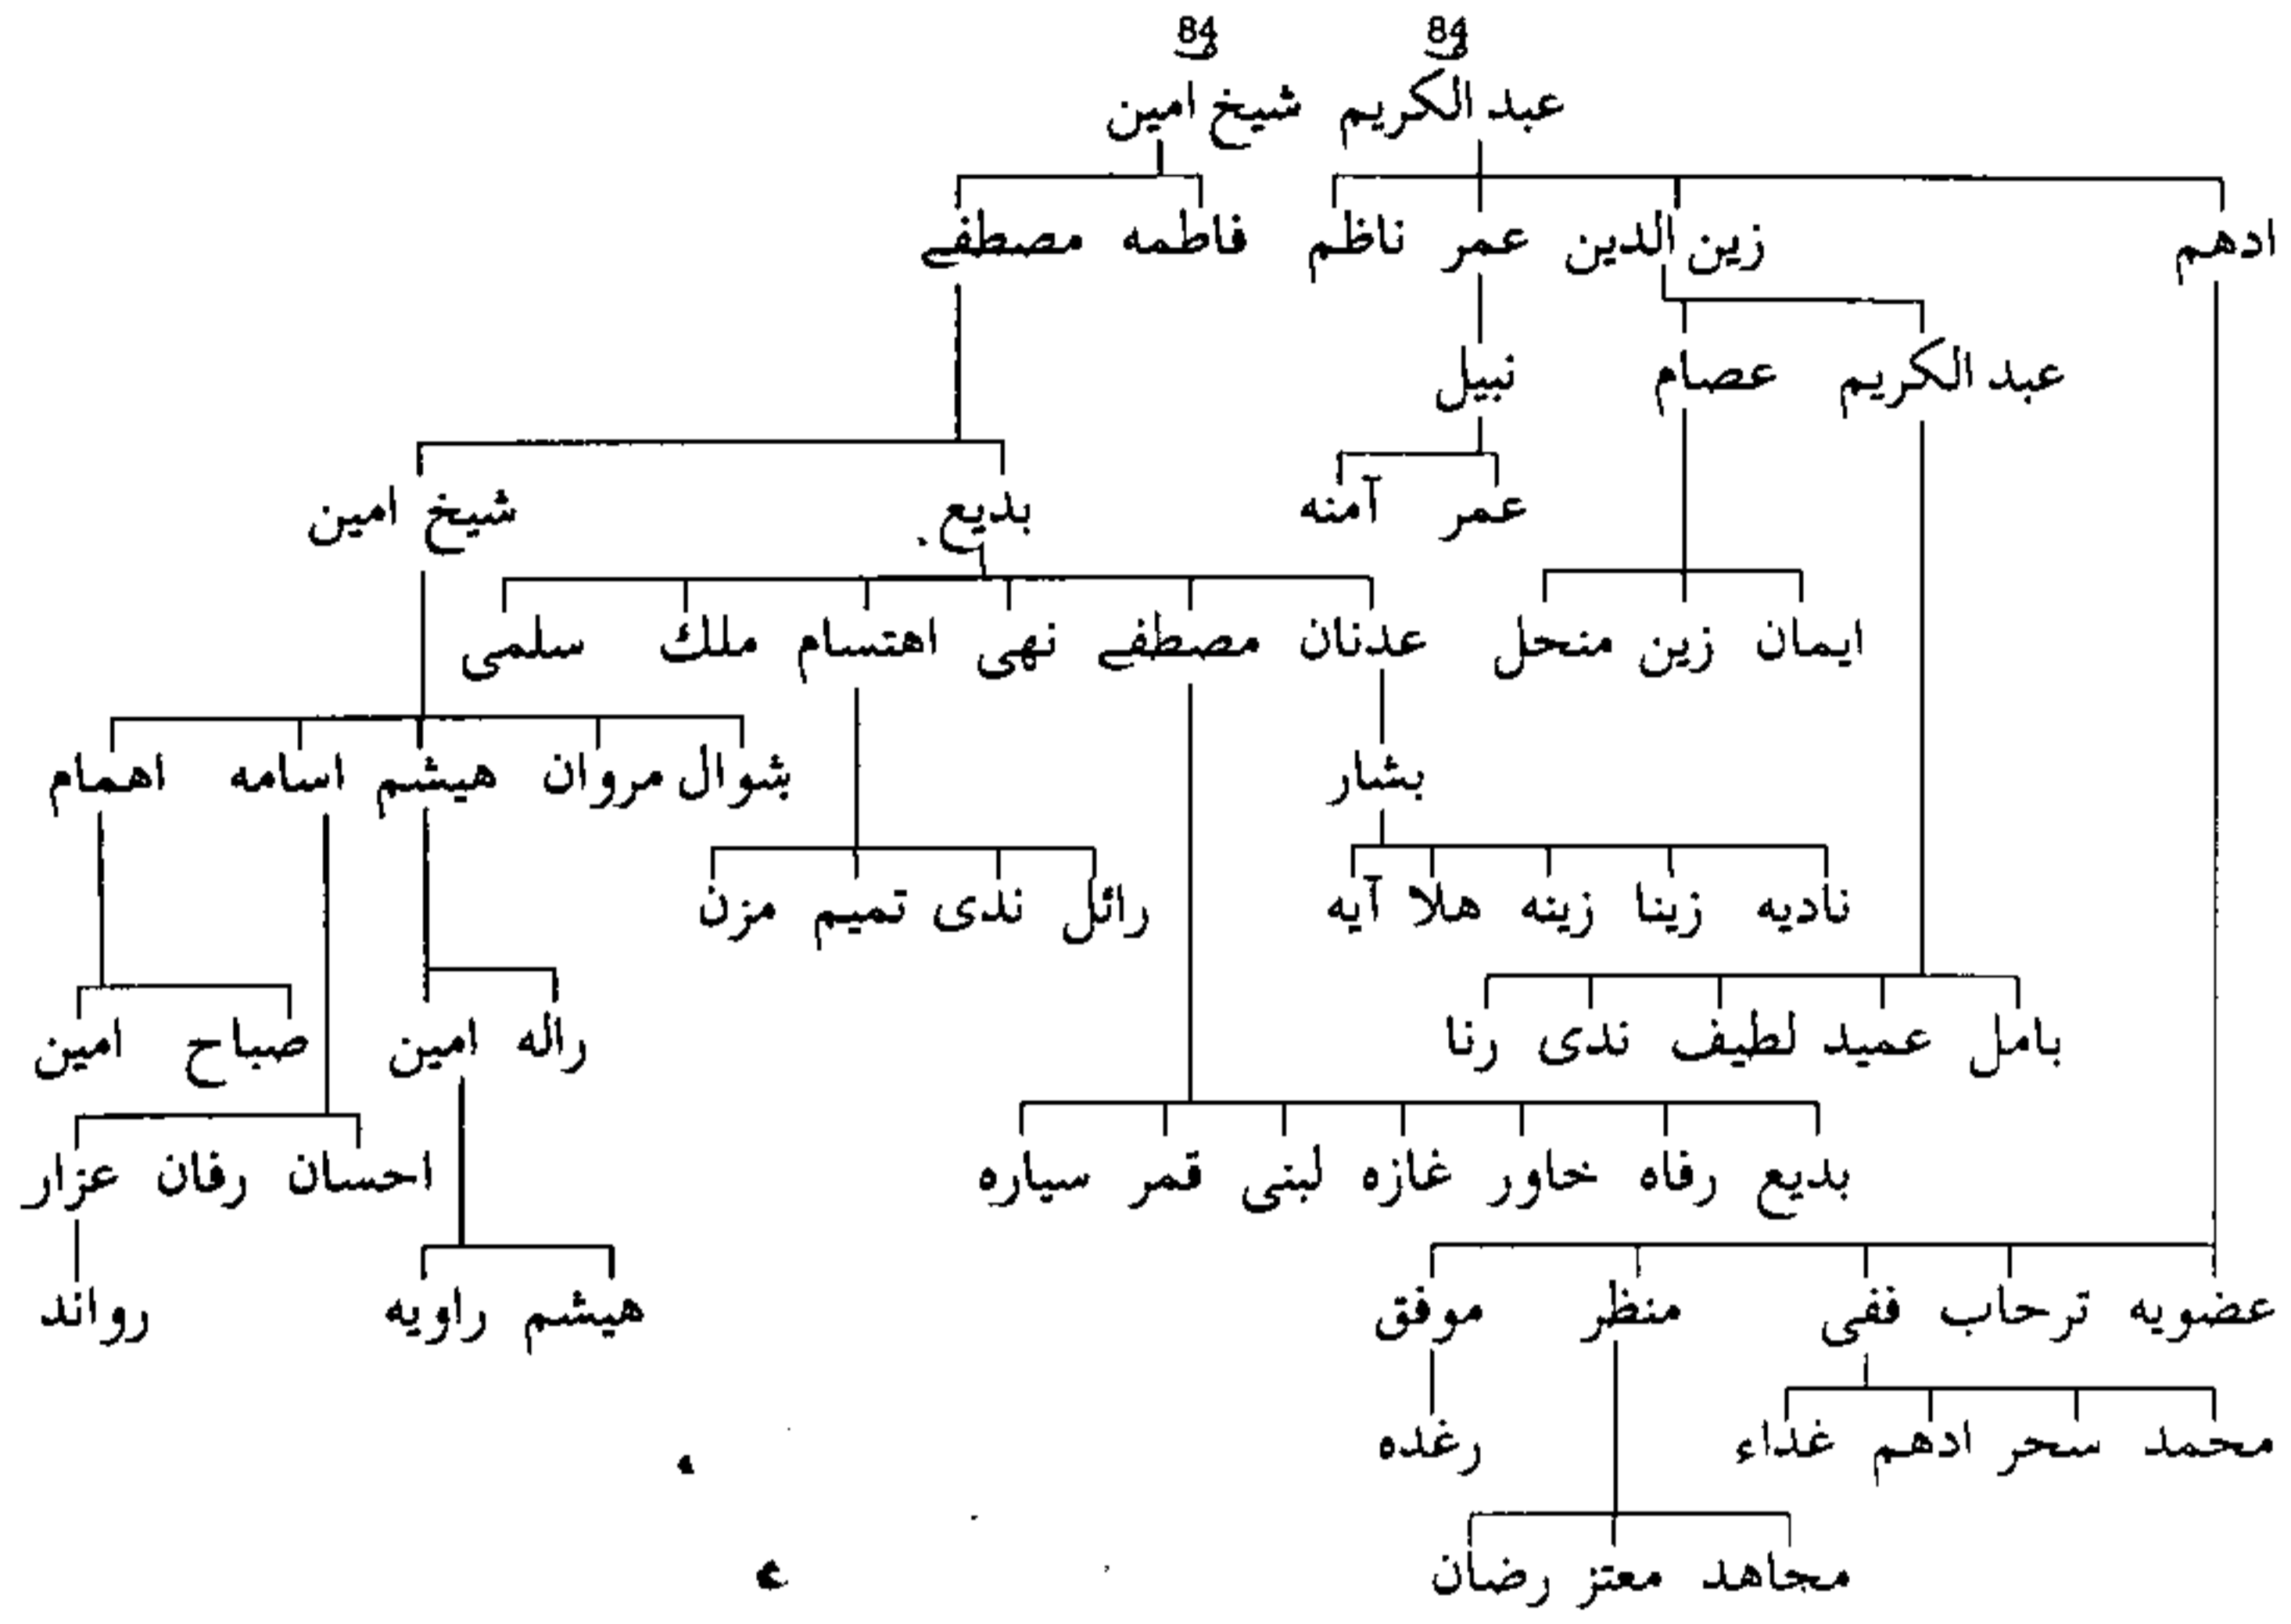 84 84
ص ص
عبد الكريم شيخ امين
ادهم زين الدين عمر ناظم فاطمه مصطفے
عبد الكريم عصام نبيل
عمر آمنه بديع شيخ امين
ايمان زين منحل عدنان مصطفے نهى اهتسام ملك سلمى
بشار بثوال مروان هيشم اسامه اهمام
ناديه زينا زينه هلا آيه رائل ندى تميم مزن
بامل عميد لطيف ندى رنا راله امين صباح امين
بديع رفاه خاور غازه لبنى قمر سياره احسان رفان عزار
عضويه ترحاب ففى منظر موفق هيشم راويه رواند
محمد سحر ادهم غداء رغده
مجاهد معتز رضان